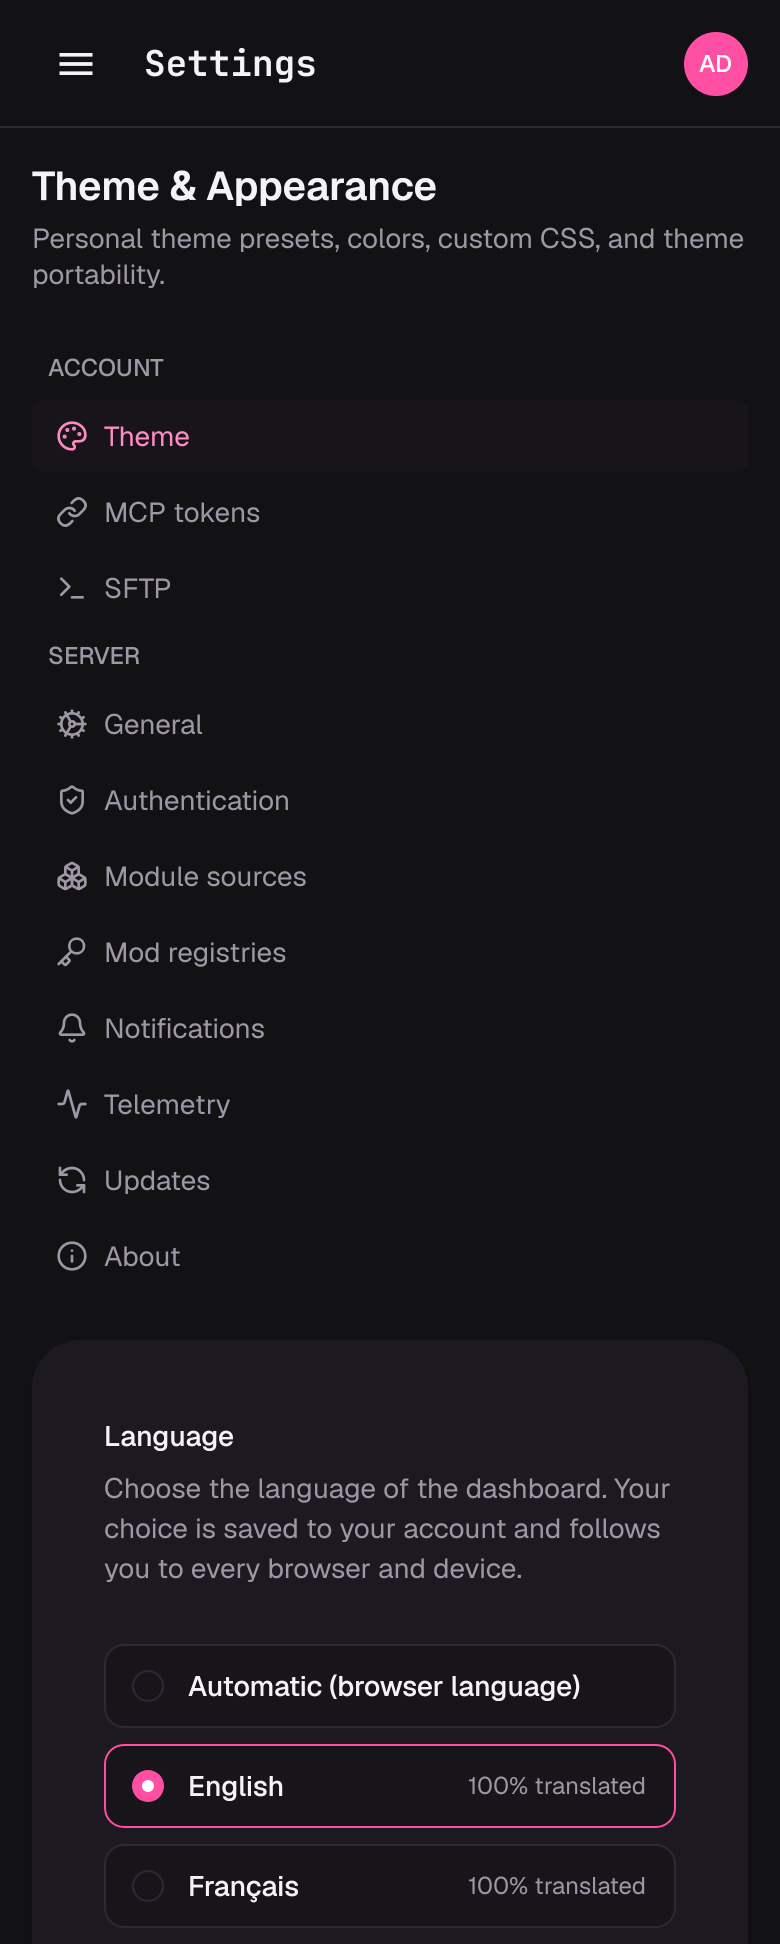 Settings
AD
Theme & Appearance
Personal theme presets, colors, custom CSS, and theme
portability.
ACCOUNT
Theme
MCP tokens
SFTP
SERVER
General
Authentication
Module sources
Mod registries
Notifications
Telemetry
Updates
About
Language
Choose the language of the dashboard. Your
choice is saved to your account and follows
you to every browser and device.
Automatic (browser language)
English 100% translated
Français 100% translated